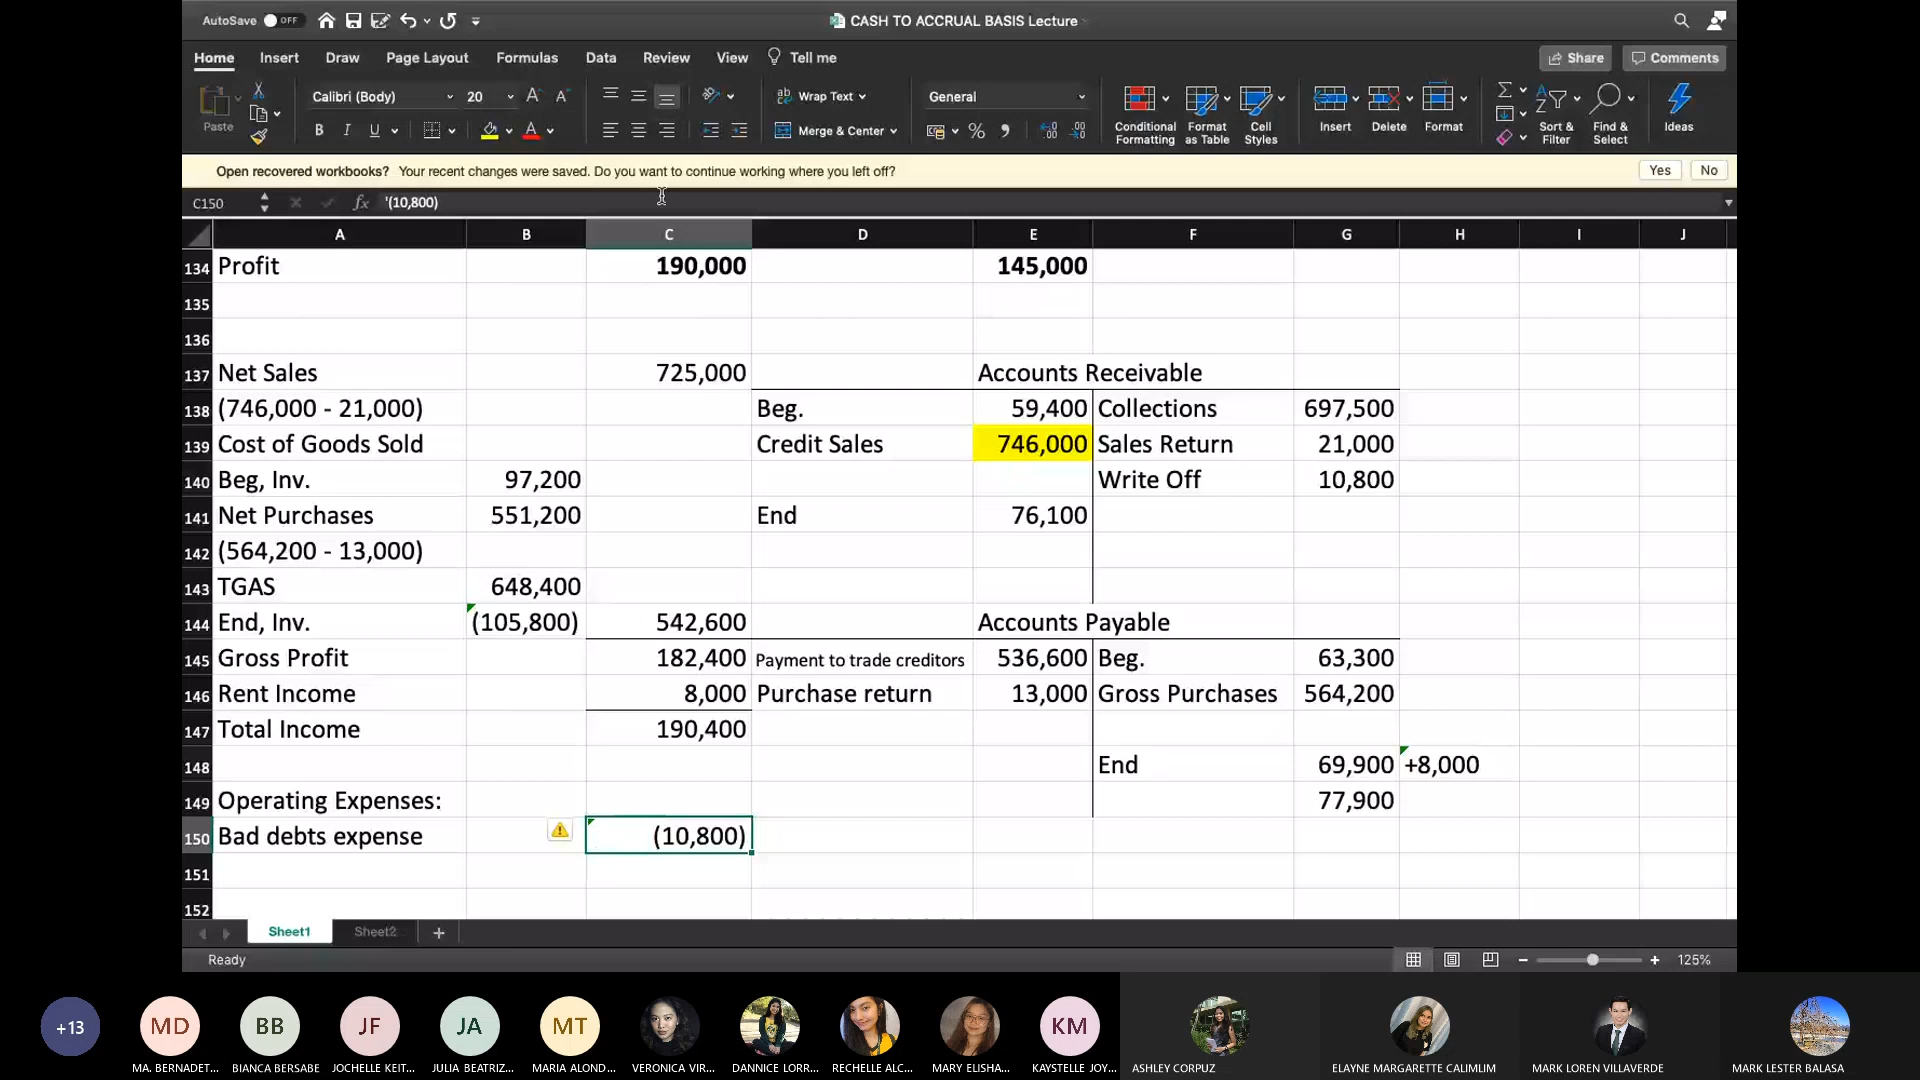 AutoSave OFF CASH TO ACCRUAL BASIS Lecture
Home Insert Draw Page Layout Formulas Data Review View Tell me Share Comments
Paste Calibri (Body) 20 A A Wrap Text General
B I U A Merge & Center % Conditional Formatting Format as Table Cell Styles Insert Delete Format Sort & Filter Find & Select Ideas
Open recovered workbooks? Your recent changes were saved. Do you want to continue working where you left off? Yes No
C150 fx '(10,800)
A B C D E F G H I J
134 Profit 190,000 145,000
135
136
137 Net Sales 725,000 Accounts Receivable
138 (746,000 - 21,000) Beg. 59,400 Collections 697,500
139 Cost of Goods Sold Credit Sales 746,000 Sales Return 21,000
140 Beg, Inv. 97,200 Write Off 10,800
141 Net Purchases 551,200 End 76,100
142 (564,200 - 13,000)
143 TGAS 648,400
144 End, Inv. (105,800) 542,600 Accounts Payable
145 Gross Profit 182,400 Payment to trade creditors 536,600 Beg. 63,300
146 Rent Income 8,000 Purchase return 13,000 Gross Purchases 564,200
147 Total Income 190,400
148 End 69,900 +8,000
149 Operating Expenses: 77,900
150 Bad debts expense (10,800)
151
152
Sheet1 Sheet2 +
Ready 125%
+13 MD BB JF JA MT KM
MA. BERNADET... BIANCA BERSABE JOCHELLE KEIT... JULIA BEATRIZ... MARIA ALOND... VERONICA VIR... DANNICE LORR... RECHELLE ALC... MARY ELISHA... KAYSTELLE JOY... ASHLEY CORPUZ ELAYNE MARGARETTE CALIMLIM MARK LOREN VILLAVERDE MARK LESTER BALASA